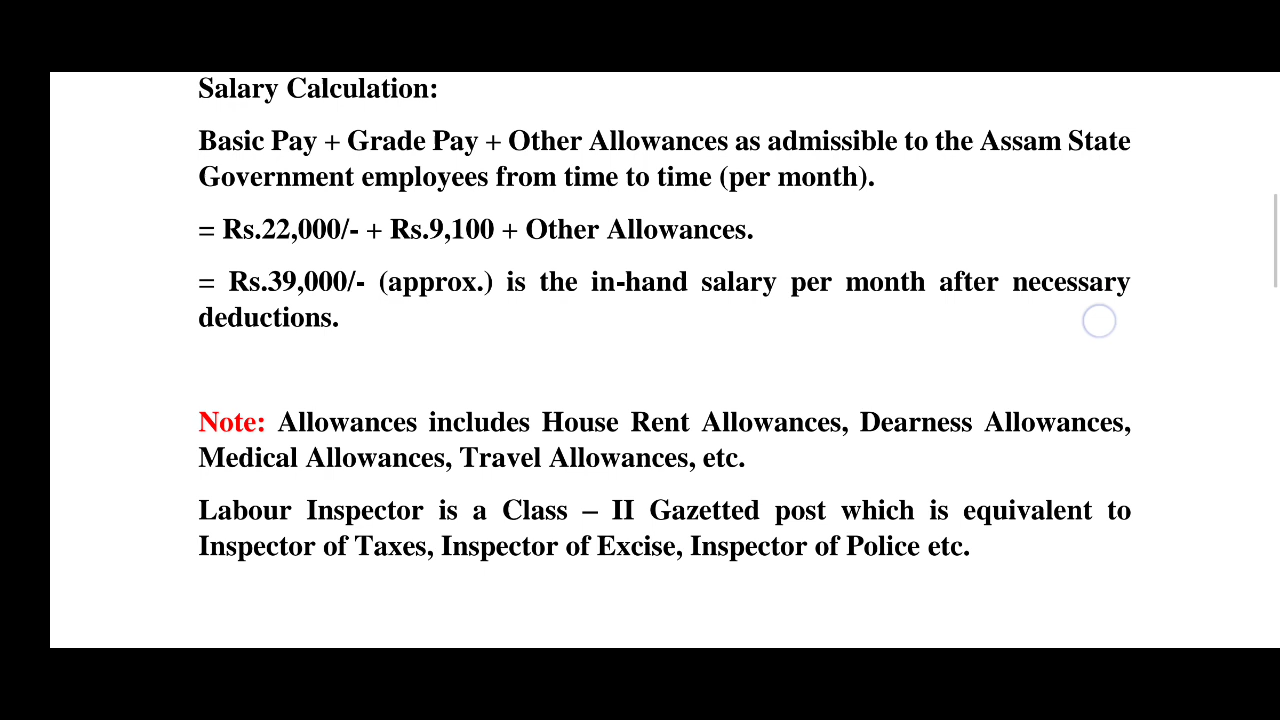 Salary Calculation:
Basic Pay + Grade Pay + Other Allowances as admissible to the Assam State
Government employees from time to time (per month).
= Rs.22,000/- + Rs.9,100 + Other Allowances.
= Rs.39,000/- (approx.) is the in-hand salary per month after necessary
deductions.
Note: Allowances includes House Rent Allowances, Dearness Allowances,
Medical Allowances, Travel Allowances, etc.
Labour Inspector is a Class – II Gazetted post which is equivalent to
Inspector of Taxes, Inspector of Excise, Inspector of Police etc.